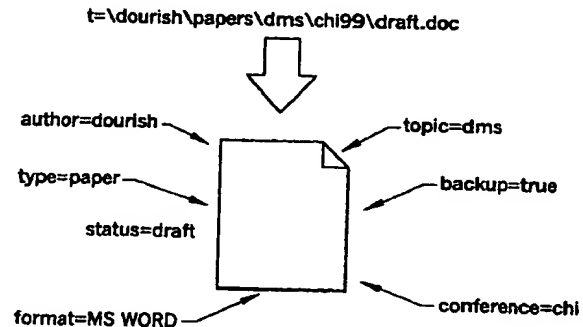 t=\dourish\papers\dms\chi99\draft.doc
author=dourish
topic=dms
type=paper
backup=true
status=draft
format=MS WORD
conference=chi